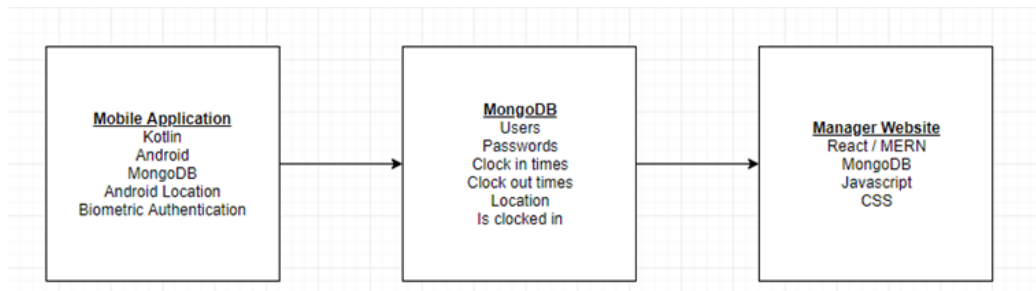 Mobile Application
Kotlin
Android
MongoDB
Android Location
Biometric Authentication
MongoDB
Users
Passwords
Clock in times
Clock out times
Location
Is clocked in
Manager Website
React / MERN
MongoDB
Javascript
CSS